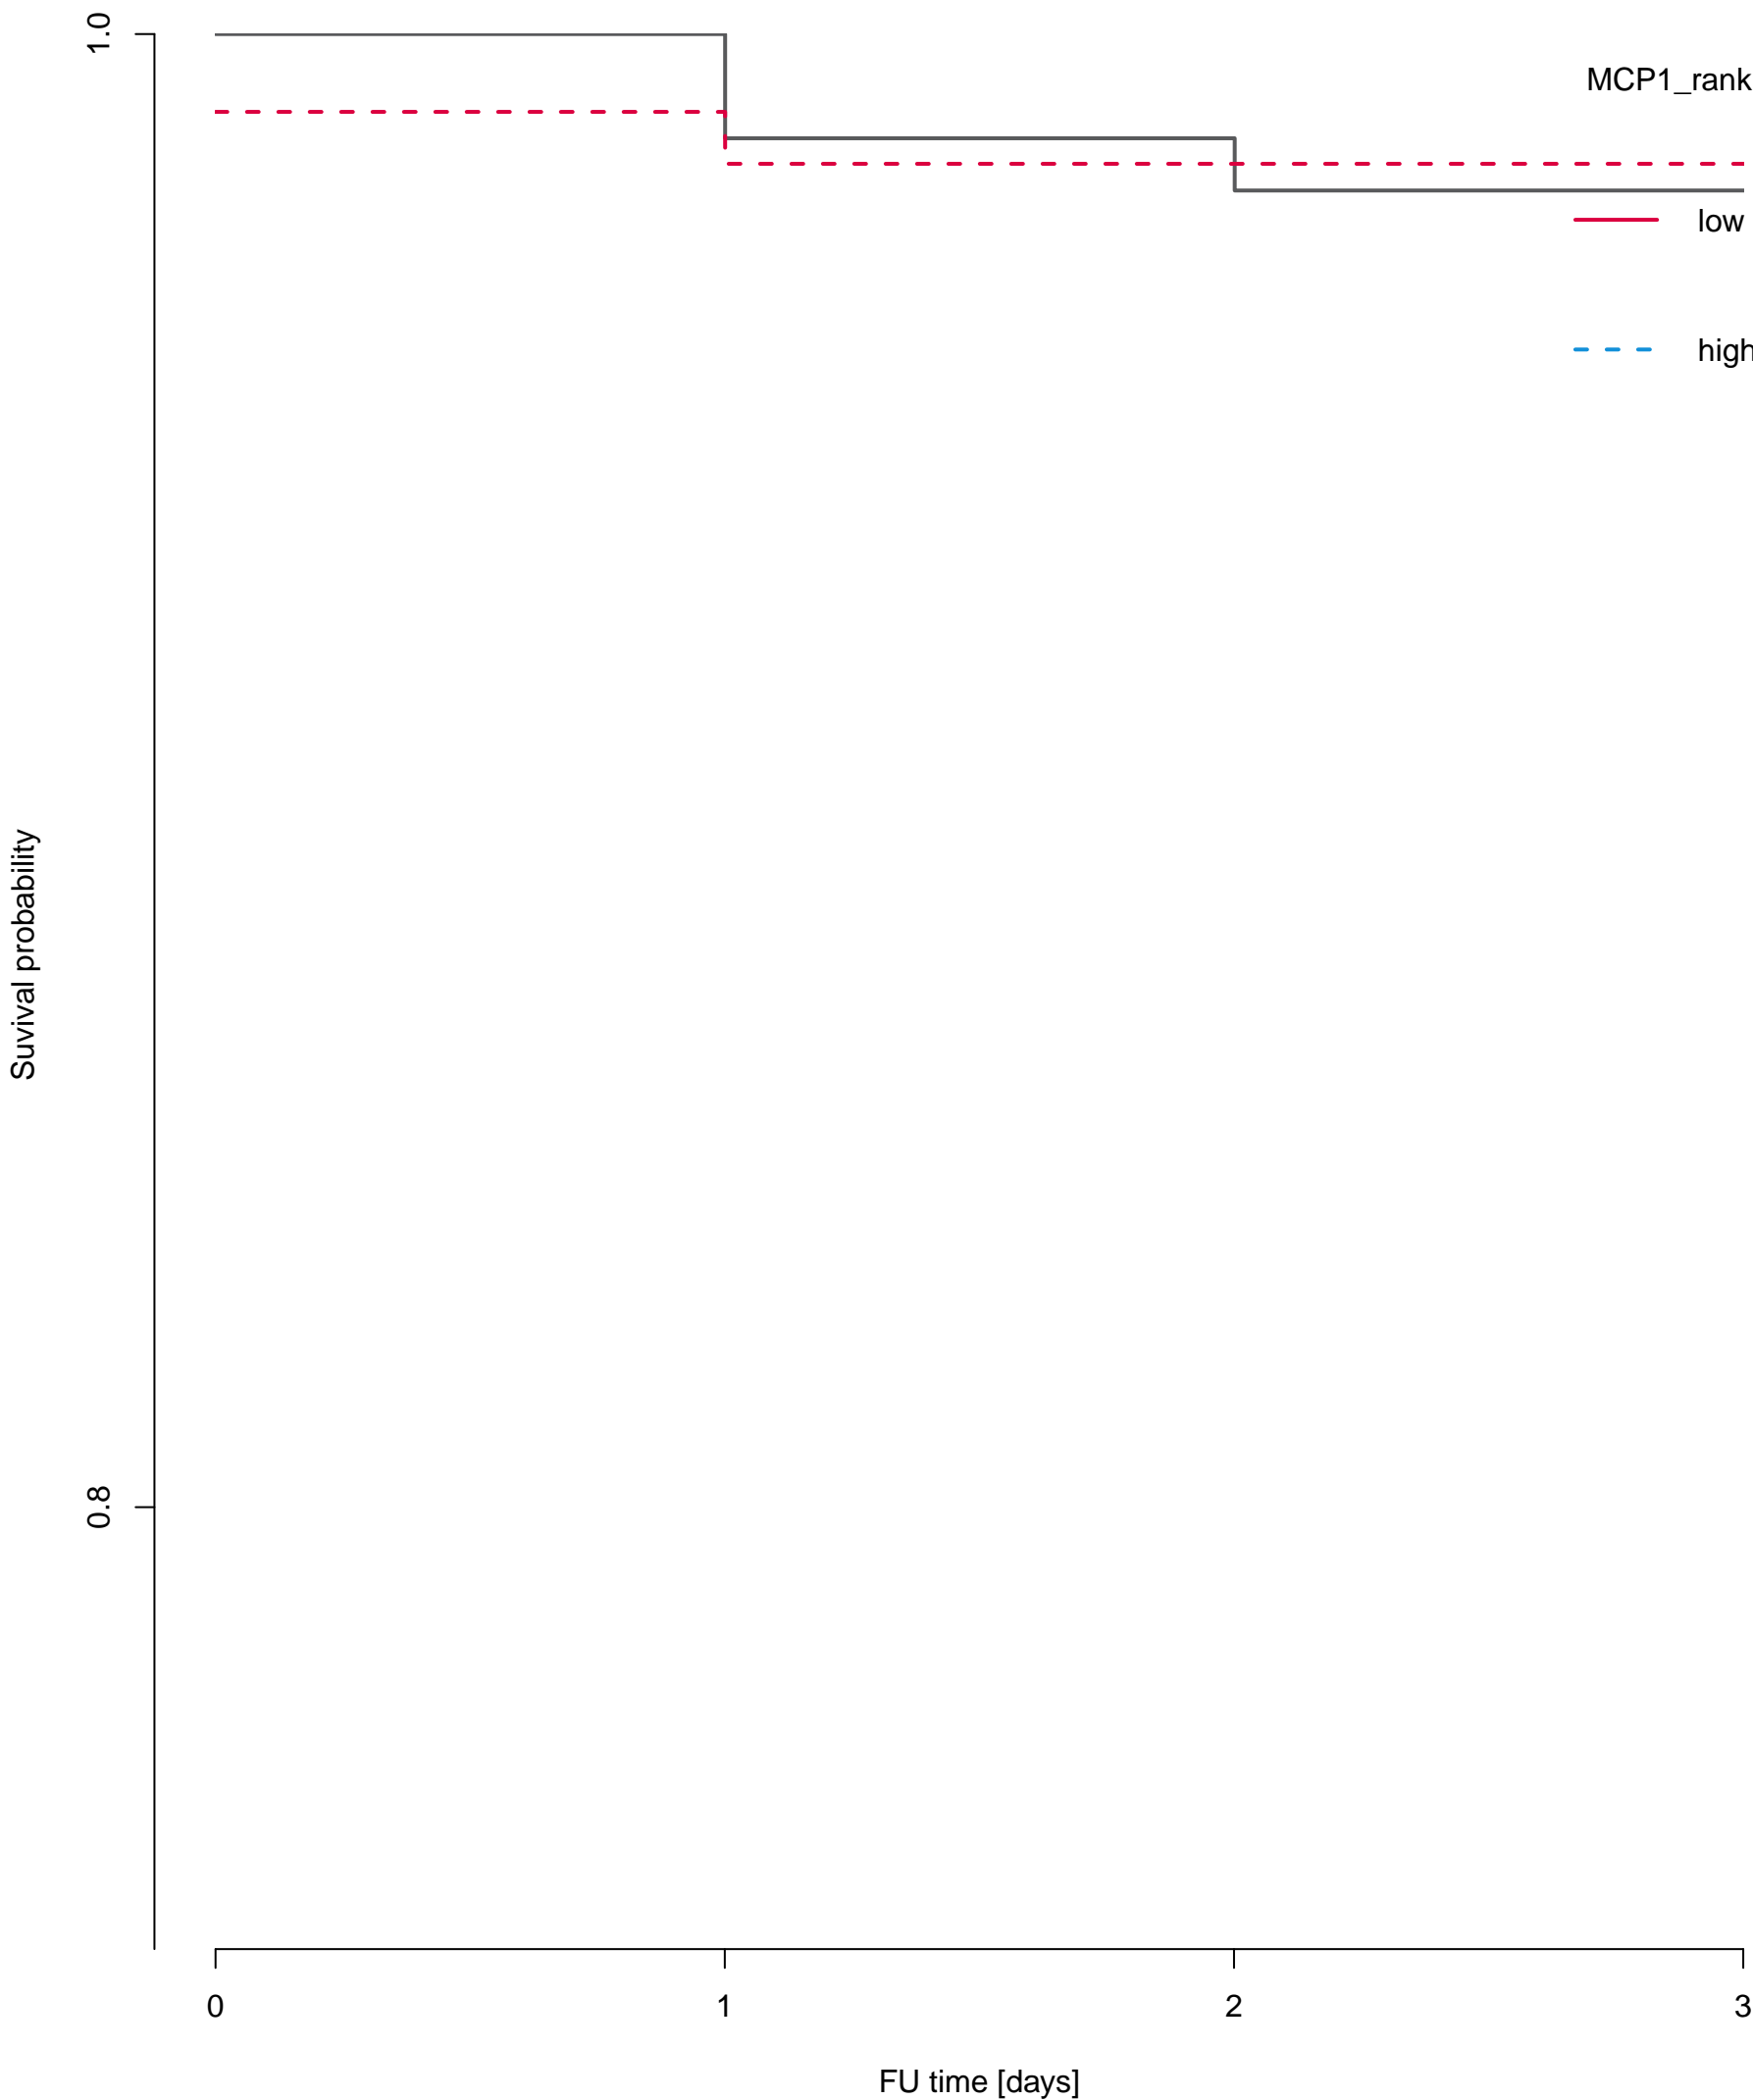 1.0
MCP1_rank
low
high
Suvival probability
0.8
0 1 2 3
FU time [days]